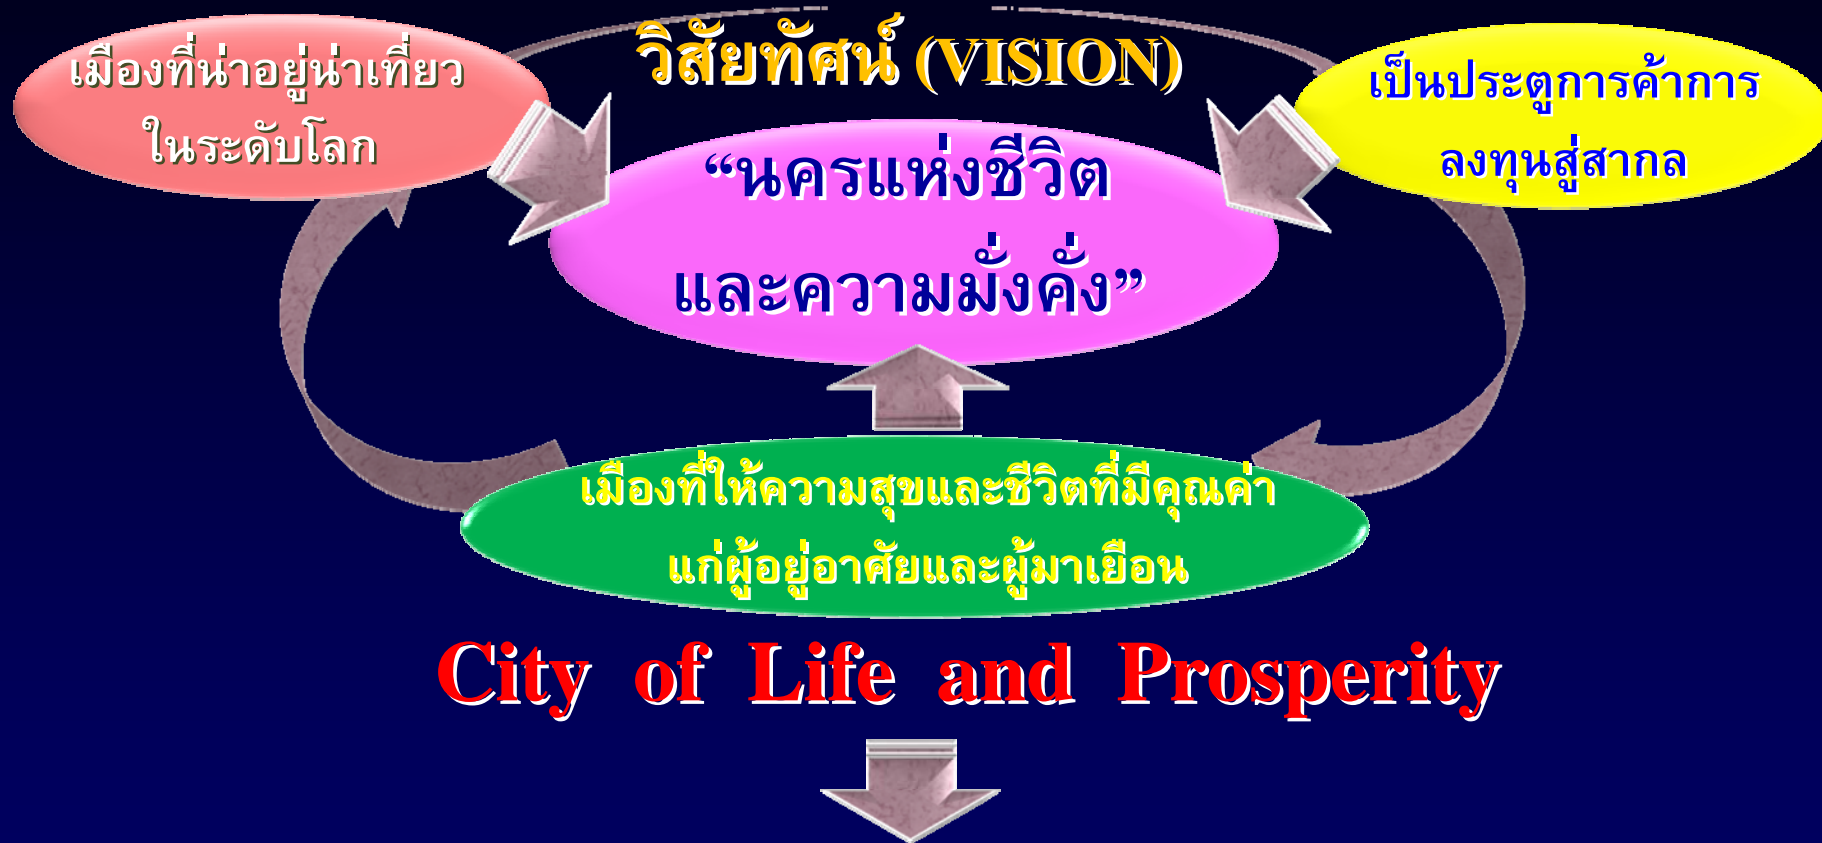 วิสัยทัศน์ (VISION)
เมืองที่น่าอยู่น่าเที่ยว
ในระดับโลก
เป็นประตูการค้าการ
ลงทุนสู่สากล
“นครแห่งชีวิต
และความมั่งคั่ง”
เมืองที่ให้ความสุขและชีวิตที่มีคุณค่า
แก่ผู้อยู่อาศัยและผู้มาเยือน
City of Life and Prosperity